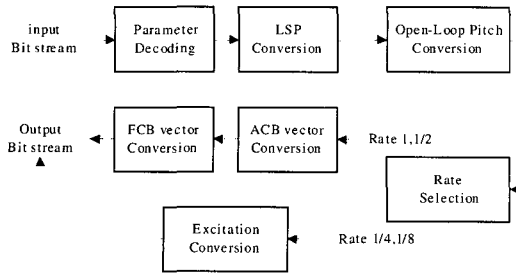 input
Bit stream
Parameter
Decoding
LSP
Conversion
Open-Loop Pitch
Conversion
Output
Bit stream
FCB vector
Conversion
ACB vector
Conversion
Rate 1,1/2
Rate
Selection
Excitation
Conversion
Rate 1/4,1/8